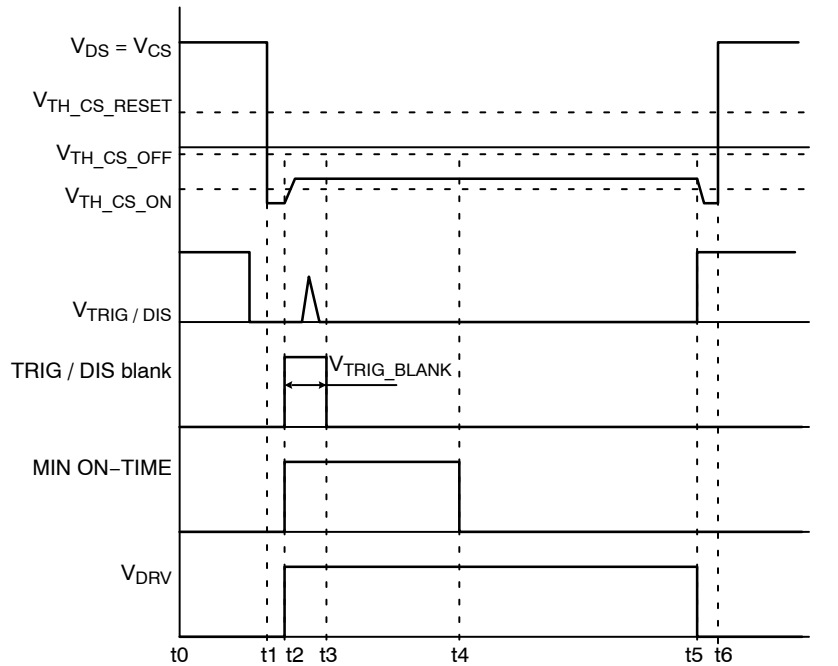 V_DS = V_CS
V_TH_CS_RESET
V_TH_CS_OFF
V_TH_CS_ON
V_TRIG / DIS
TRIG / DIS blank
V_TRIG_BLANK
MIN ON−TIME
V_DRV
t0 t1 t2 t3 t4 t5 t6